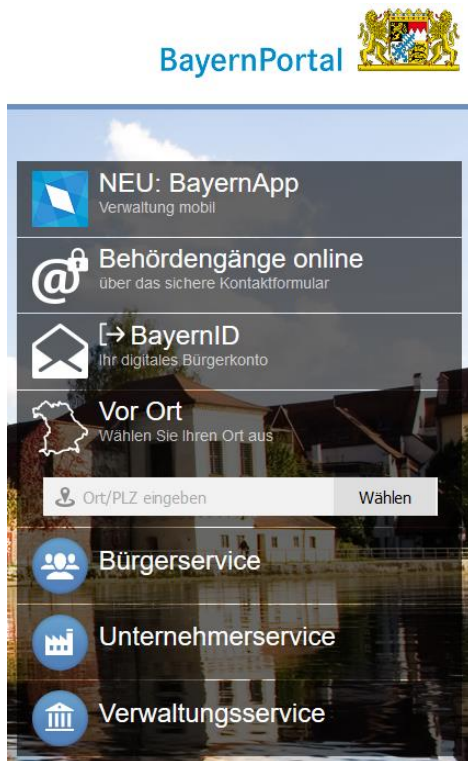 BayernPortal
NEU: BayernApp
Verwaltung mobil
Behördengänge online
über das sichere Kontaktformular
BayernID
Ihr digitales Bürgerkonto
Vor Ort
Wählen Sie Ihren Ort aus
Ort/PLZ eingeben Wählen
Bürgerservice
Unternehmerservice
Verwaltungsservice